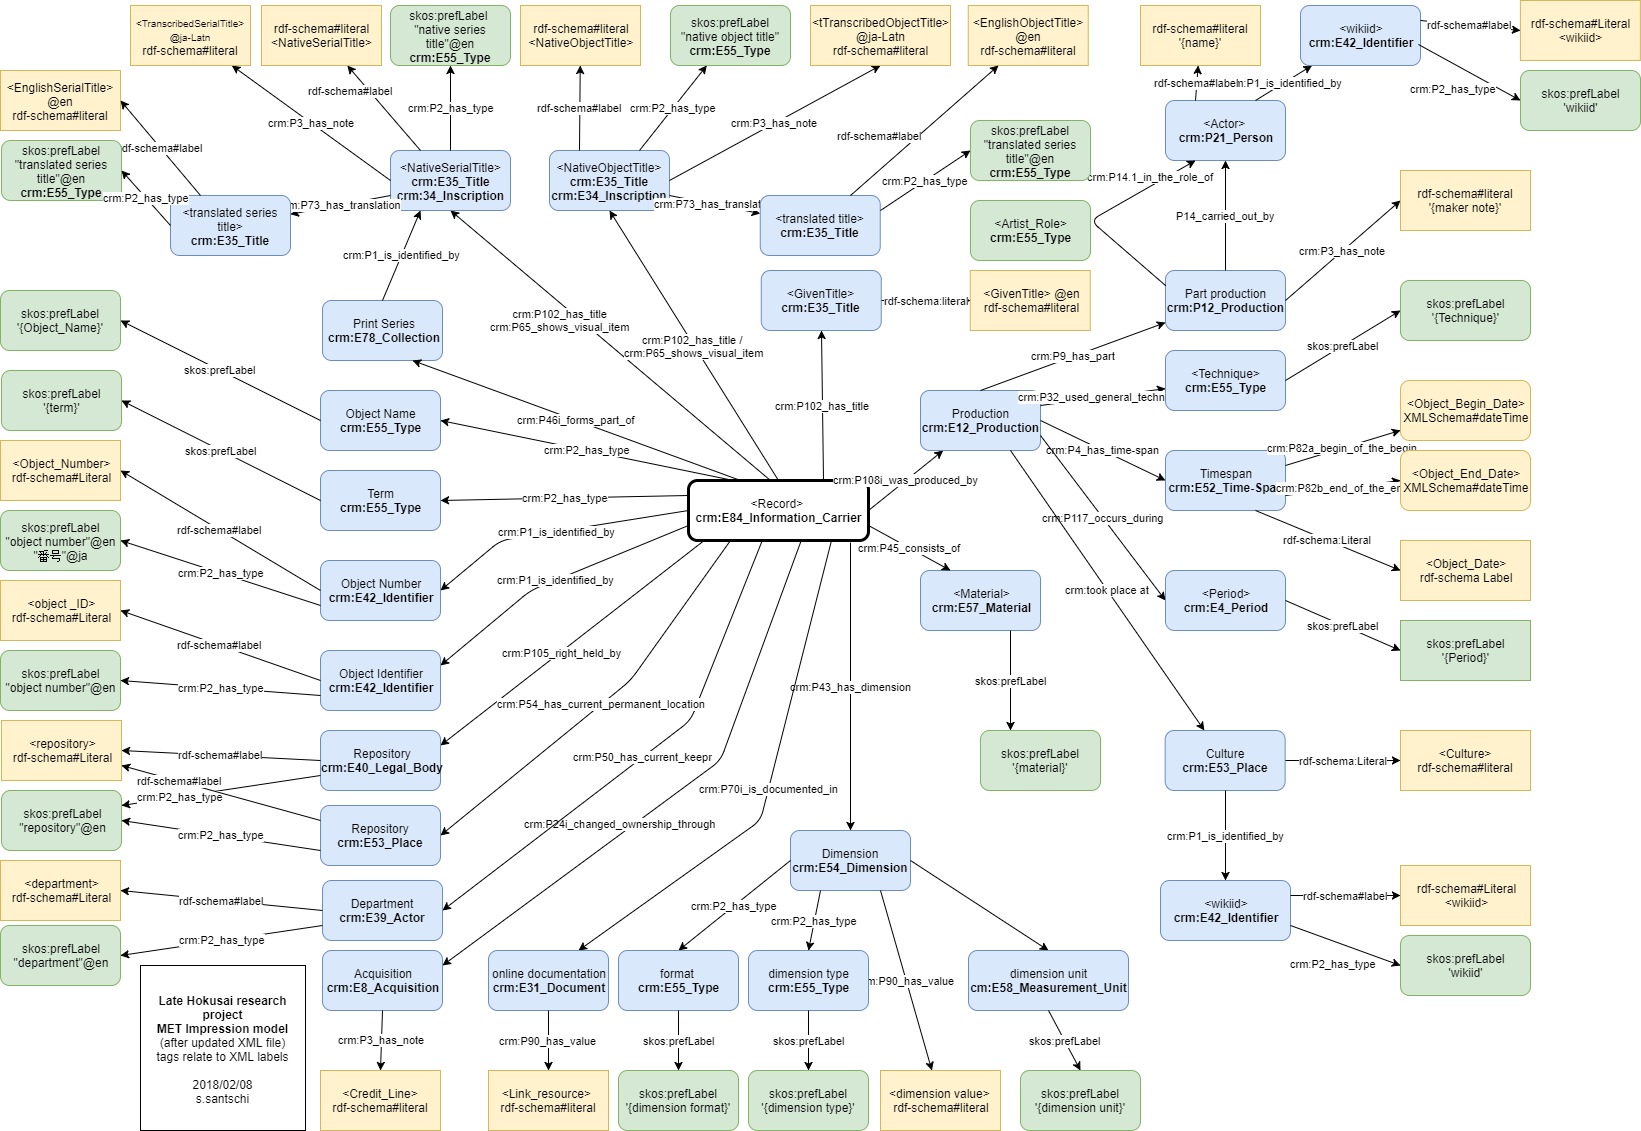 <TranscribedSerialTitle>
@ja-Latn
rdf-schema#literal
rdf-schema#literal
<NativeSerialTitle>
skos:prefLabel
"native series
title"@en
crm:E55_Type
rdf-schema#literal
<NativeObjectTitle>
skos:prefLabel
"native object title"
crm:E55_Type
<tTranscribedObjectTitle>
@ja-Latn
rdf-schema#literal
<EnglishObjectTitle>
@en
rdf-schema#literal
rdf-schema#literal
'{name}'
<wikiid>
crm:E42_Identifier
rdf-schema#label
rdf-schema#Literal
<wikiid>
crm:P2_has_type
skos:prefLabel
'wikiid'
rdf-schema#label
crm:P1_is_identified_by
<Actor>
crm:P21_Person
<EnglishSerialTitle>
@en
rdf-schema#literal
skos:prefLabel
"translated series
title"@en
crm:E55_Type
df-schema#label
crm:P2_has_type
<translated series
title>
crm:E35_Title
crm:P3_has_note
rdf-schema#label
crm:P2_has_type
<NativeSerialTitle>
crm:E35_Title
crm:34_Inscription
m:P73_has_translation
rdf-schema#label
crm:P2_has_type
crm:P3_has_note
<NativeObjectTitle>
crm:E35_Title
crm:E34_Inscription
crm:P73_has_translat
rdf-schema#label
crm:P2_has_type
skos:prefLabel
"translated series
title"@en
crm:E55_Type
<translated title>
crm:E35_Title
crm:P14.1_in_the_role_of
<Artist_Role>
crm:E55_Type
P14_carried_out_by
crm:P3_has_note
rdf-schema#literal
'{maker note}'
crm:P1_is_identified_by
Print Series
crm:E78_Collection
<GivenTitle>
crm:E35_Title
rdf-schema:literal
<GivenTitle> @en
rdf-schema#literal
Part production
crm:P12_Production
skos:prefLabel
'{Technique}'
skos:prefLabel
'{Object_Name}'
skos:prefLabel
crm:P102_has_title
crm:P65_shows_visual_item
crm:P102_has_title /
crm:P65_shows_visual_item
crm:P102_has_title
crm:P9_has_part
crm:P32_used_general_techn
<Technique>
crm:E55_Type
skos:prefLabel
skos:prefLabel
'{term}'
skos:prefLabel
Object Name
crm:E55_Type
crm:P46i_forms_part_of
crm:P2_has_type
Production
crm:E12_Production
crm:P4_has_time-span
<Object_Begin_Date>
XMLSchema#dateTime
crm:P82a_begin_of_the_begin
<Object_Number>
rdf-schema#Literal
Term
crm:E55_Type
crm:P2_has_type
<Record>
crm:E84_Information_Carrier
crm:P108i_was_produced_by
Timespan
crm:E52_Time-Spa
crm:P82b_end_of_the_en
<Object_End_Date>
XMLSchema#dateTime
skos:prefLabel
"object number"@en
"番号"@ja
rdf-schema#label
crm:P2_has_type
Object Number
crm:E42_Identifier
crm:P1_is_identified_by
crm:P1_is_identified_by
crm:P45_consists_of
<Material>
crm:E57_Material
crm:P117_occurs_during
crm:took place at
rdf-schema:Literal
<Object_Date>
rdf-schema Label
<Period>
crm:E4_Period
skos:prefLabel
skos:prefLabel
'{Period}'
<object _ID>
rdf-schema#Literal
rdf-schema#label
skos:prefLabel
"object number"@en
crm:P2_has_type
Object Identifier
crm:E42_Identifier
crm:P105_right_held_by
crm:P54_has_current_permanent_location
crm:P43_has_dimension
skos:prefLabel
skos:prefLabel
'{material}'
<repository>
rdf-schema#Literal
rdf-schema#label
rdf-schema#label
crm:P2_has_type
skos:prefLabel
"repository"@en
crm:P2_has_type
Repository
crm:E40_Legal_Body
Repository
crm:E53_Place
crm:P50_has_current_keepr
crm:P24i_changed_ownership_through
crm:P70i_is_documented_in
Culture
crm:E53_Place
rdf-schema:Literal
<Culture>
rdf-schema#literal
crm:P1_is_identified_by
<wikiid>
crm:E42_Identifier
rdf-schema#label
rdf-schema#Literal
<wikiid>
crm:P2_has_type
skos:prefLabel
'wikiid'
<department>
rdf-schema#Literal
rdf-schema#label
skos:prefLabel
"department"@en
crm:P2_has_type
Department
crm:E39_Actor
Dimension
crm:E54_Dimension
crm:P2_has_type
crm:P2_has_type
m:P90_has_value
Acquisition
crm:E8_Acquisition
online documentation
crm:E31_Document
format
crm:E55_Type
dimension type
crm:E55_Type
dimension unit
cm:E58_Measurement_Unit
crm:P3_has_note
crm:P90_has_value
skos:prefLabel
skos:prefLabel
skos:prefLabel
<Credit_Line>
rdf-schema#literal
<Link_resource>
rdf-schema#literal
skos:prefLabel
'{dimension format}'
skos:prefLabel
'{dimension type}'
<dimension value>
rdf-schema#literal
skos:prefLabel
'{dimension unit}'
Late Hokusai research
project
MET Impression model
(after updated XML file)
tags relate to XML labels
2018/02/08
s.santschi